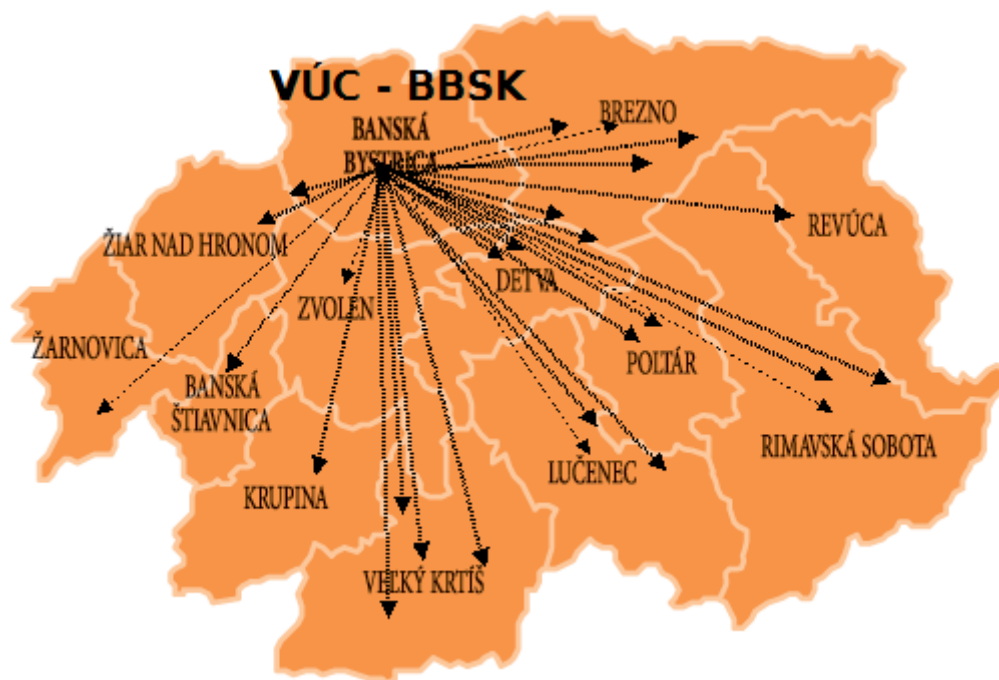 VÚC - BBSK
BANSKÁ
BYSTRICA
BREZNO
REVÚCA
ŽIAR NAD HRONOM
DETVA
ZVOLEN
ŽARNOVICA
POLTÁR
BANSKÁ
ŠTIAVNICA
RIMAVSKÁ SOBOTA
LUČENEC
KRUPINA
VEĽKÝ KRTÍŠ